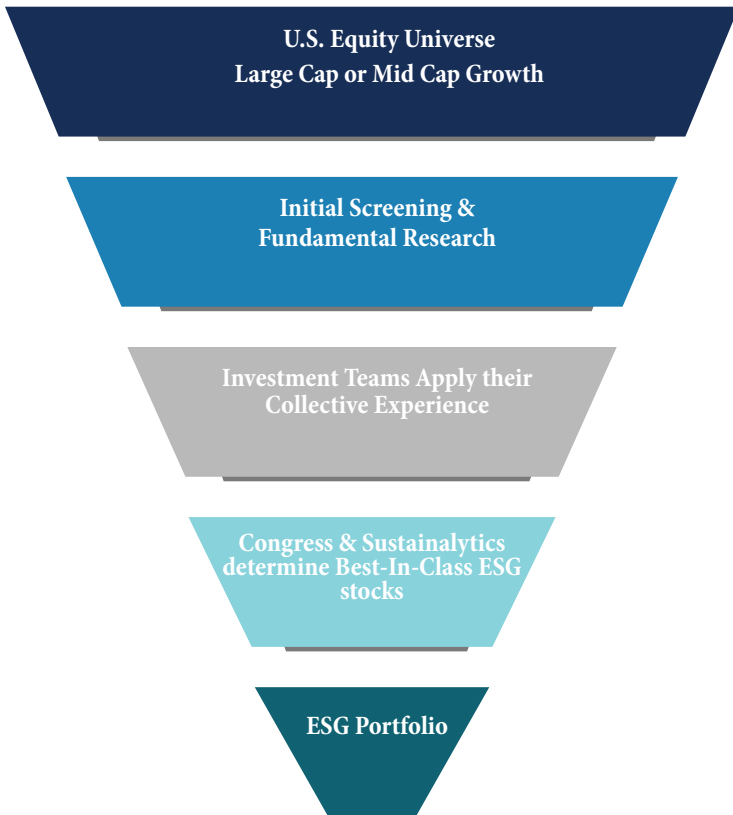 U.S. Equity Universe
Large Cap or Mid Cap Growth
Initial Screening &
Fundamental Research
Investment Teams Apply their
Collective Experience
Congress & Sustainalytics
determine Best-In-Class ESG
stocks
ESG Portfolio